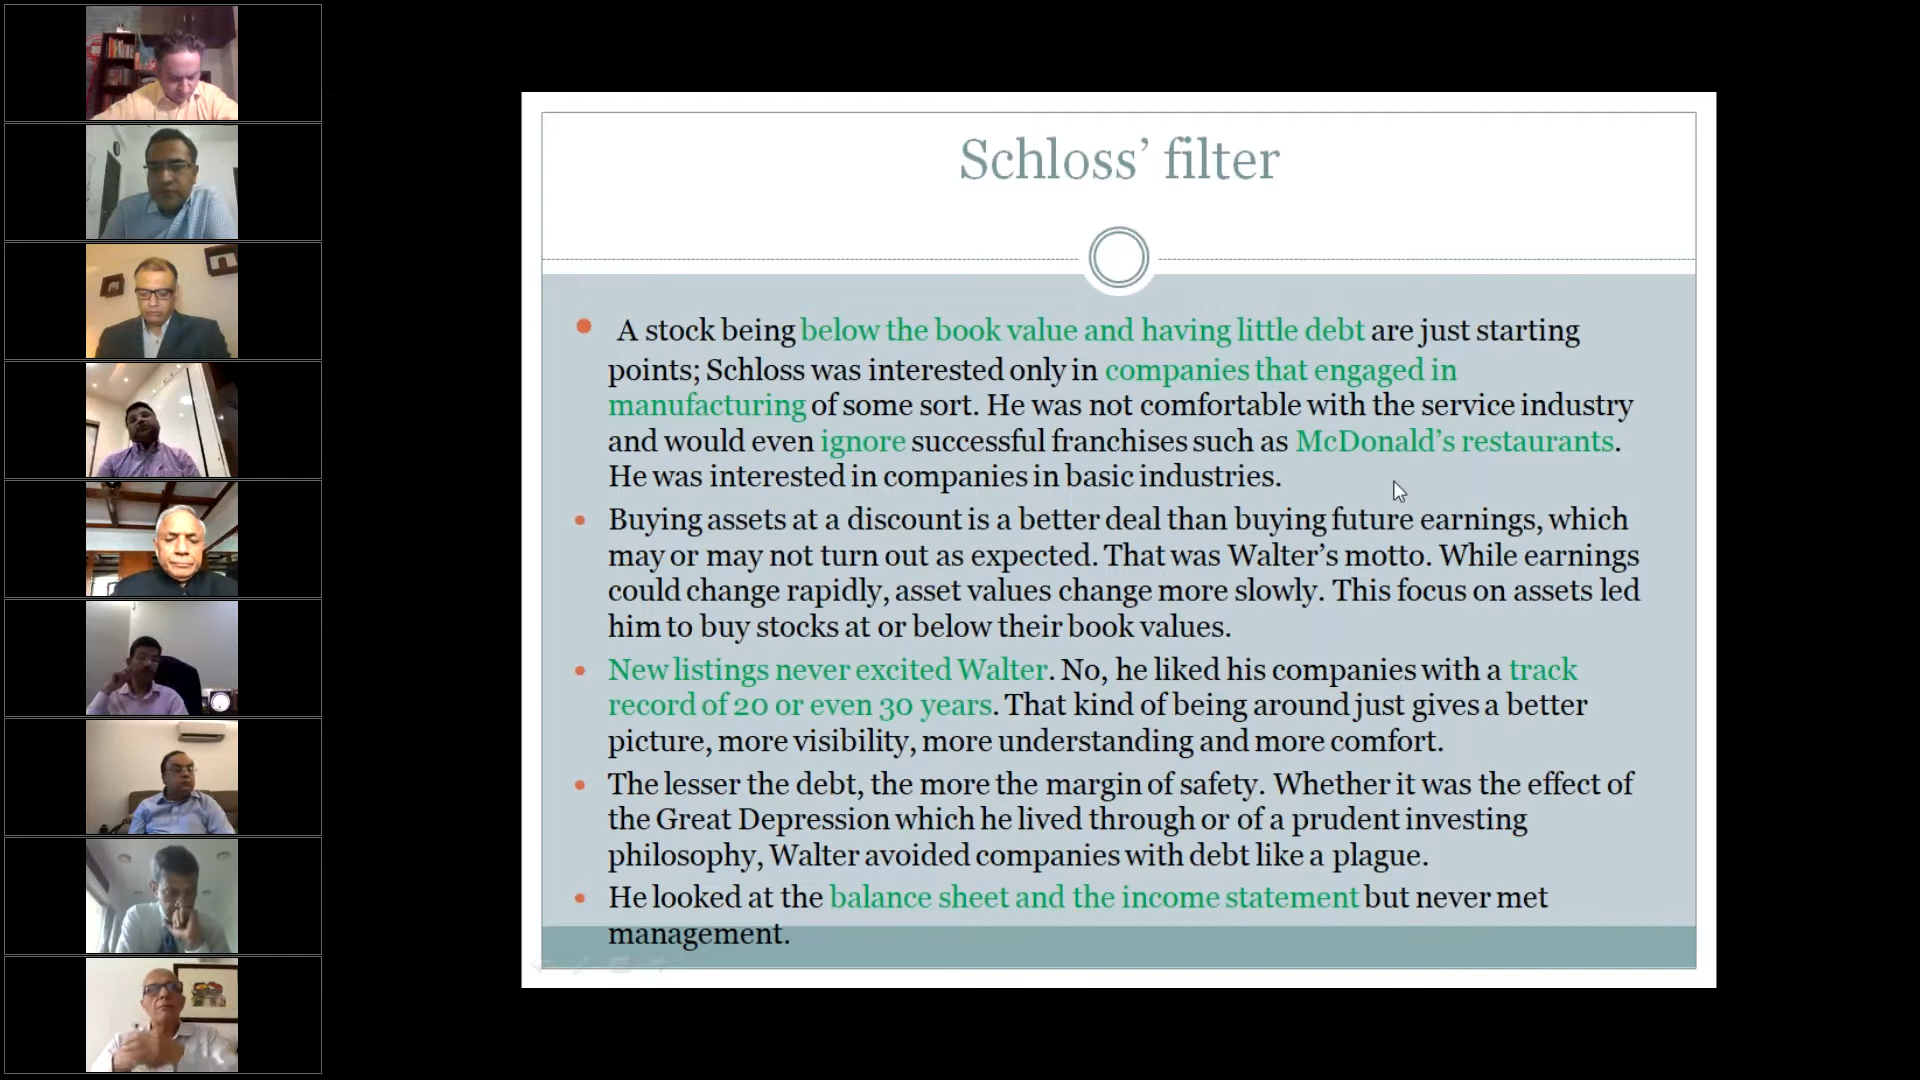 Schloss’ filter
A stock being below the book value and having little debt are just starting
points; Schloss was interested only in companies that engaged in
manufacturing of some sort. He was not comfortable with the service industry
and would even ignore successful franchises such as McDonald’s restaurants.
He was interested in companies in basic industries.
Buying assets at a discount is a better deal than buying future earnings, which
may or may not turn out as expected. That was Walter’s motto. While earnings
could change rapidly, asset values change more slowly. This focus on assets led
him to buy stocks at or below their book values.
New listings never excited Walter. No, he liked his companies with a track
record of 20 or even 30 years. That kind of being around just gives a better
picture, more visibility, more understanding and more comfort.
The lesser the debt, the more the margin of safety. Whether it was the effect of
the Great Depression which he lived through or of a prudent investing
philosophy, Walter avoided companies with debt like a plague.
He looked at the balance sheet and the income statement but never met
management.